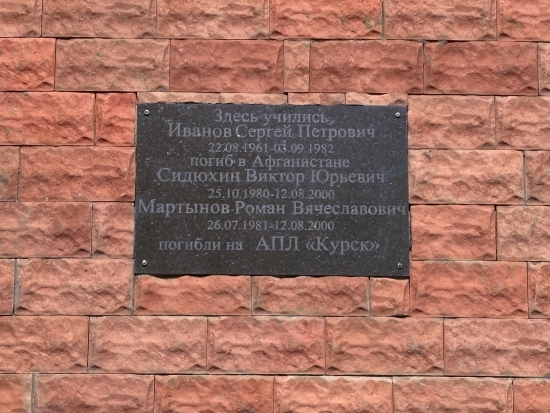 Здесь учились
Иванов Сергей Петрович
22.08.1961-03.09.1982
погиб в Афганистане
Сидюхин Виктор Юрьевич
25.10.1980-12.08.2000
Мартынов Роман Вячеславович
26.07.1981-12.08.2000
погибли на АПЛ «Курск»